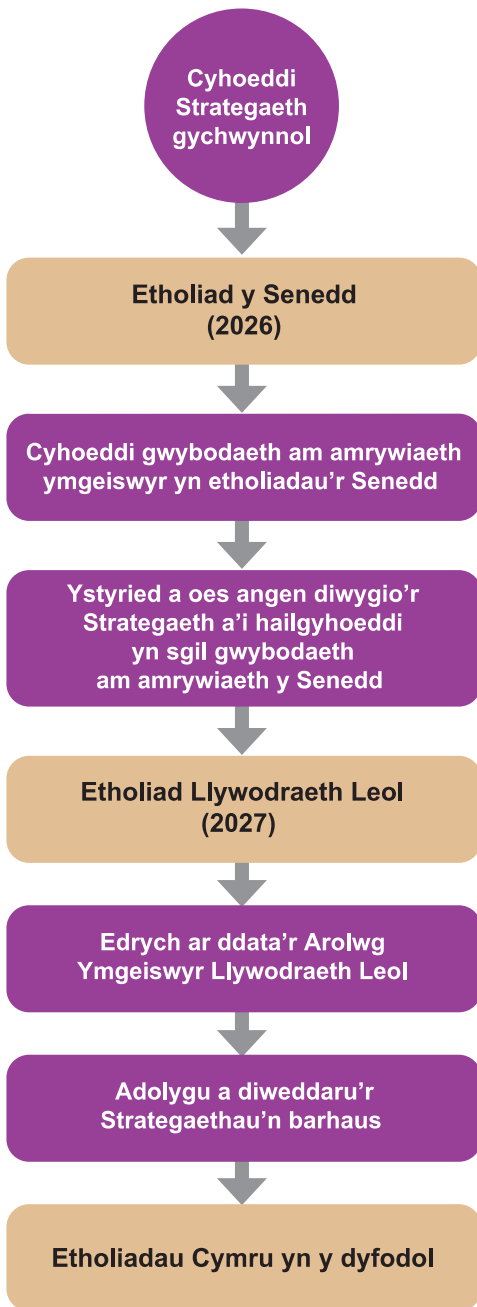 Cyhoeddi
Strategaeth
gychwynnol
Etholiad y Senedd
(2026)
Cyhoeddi gwybodaeth am amrywiaeth
ymgeiswyr yn etholiadau'r Senedd
Ystyried a oes angen diwygio'r
Strategaeth a'i hailgyhoeddi
yn sgil gwybodaeth
am amrywiaeth y Senedd
Etholiad Llywodraeth Leol
(2027)
Edrych ar ddata'r Arolwg
Ymgeiswyr Llywodraeth Leol
Adolygu a diweddaru'r
Strategaethau'n barhaus
Etholiadau Cymru yn y dyfodol